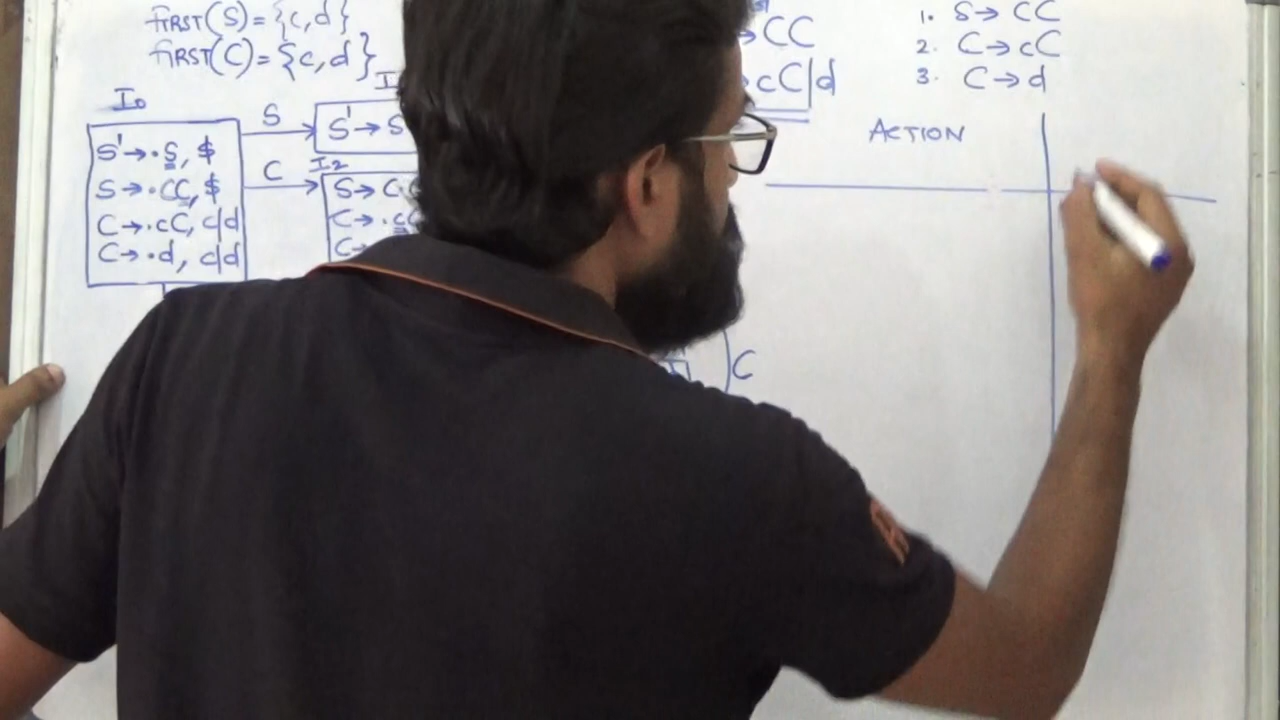 FIRST(S) = {c,d}
FIRST(C) = {c,d}
I0
S' → ·S, $
S → ·CC, $
C → ·cC, c|d
C → ·d, c|d
S
C
I
S' → S
I2
S → C·
C → ·c
C →
→ CC
→ cC|d
C
1. S → CC
2. C → cC
3. C → d
ACTION